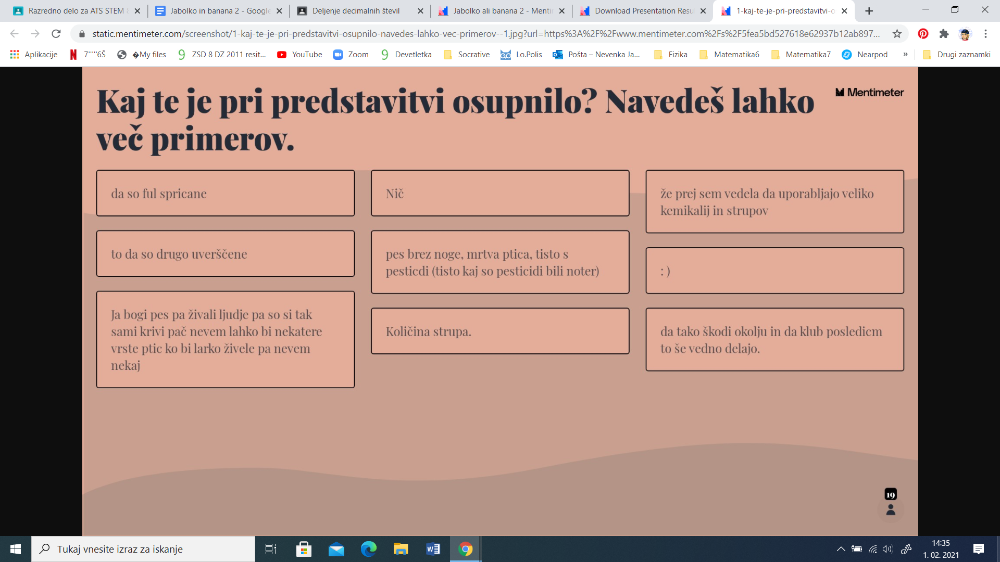 Razredno delo za ATS STEM 8
Jabolko in banana 2 - Google
Deljenje decimalnih števil
Jabolko ali banana 2 - Mentim
Download Presentation Resu
1-kaj-te-je-pri-predstavitvi-o
static.mentimeter.com/screenshot/1-kaj-te-je-pri-predstavitvi-osupnilo-navedes-lahko-vec-primerov--1.jpg?url=https%3A%2F%2Fwww.mentimeter.com%2Fs%2F5fea5bd527618e62937b12ab897...
Aplikacije
7'''''6Š
�My files
ZSD 8 DZ 2011 resit...
YouTube
Zoom
Devetletka
Socrative
Lo.Polis
Pošta – Nevenka Ja...
Fizika
Matematika6
Matematika7
Nearpod
»
Drugi zaznamki
Kaj te je pri predstavitvi osupnilo? Navedeš lahko
več primerov.
Mentimeter
da so ful spricane
to da so drugo uverščene
Ja bogi pes pa živali ljudje pa so si tak
sami krivi pač nevem lahko bi nekatere
vrste ptic ko bi larko živele pa nevem
nekaj
Nič
pes brez noge, mrtva ptica, tisto s
pesticdi (tisto kaj so pesticidi bili noter)
Količina strupa.
že prej sem vedela da uporabljajo veliko
kemikalij in strupov
: )
da tako škodi okolju in da klub posledicm
to še vedno delajo.
19
Tukaj vnesite izraz za iskanje
14:35
1. 02. 2021